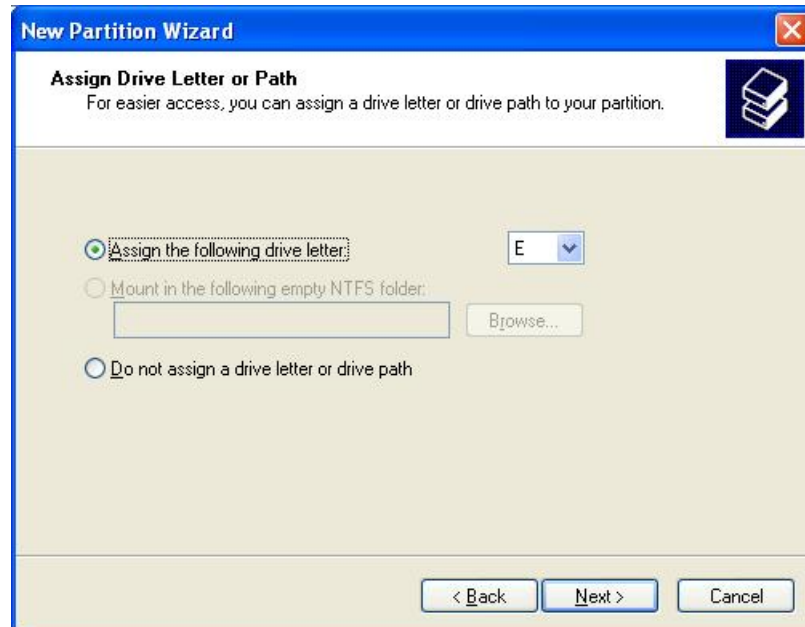 New Partition Wizard
Assign Drive Letter or Path
For easier access, you can assign a drive letter or drive path to your partition.
Assign the following drive letter:
E
Mount in the following empty NTFS folder:
Browse...
Do not assign a drive letter or drive path
< Back
Next >
Cancel